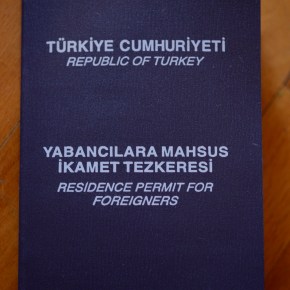 TÜRKİYE CUMHURİYETİ
REPUBLIC OF TURKEY
YABANCILARA MAHSUS
İKAMET TEZKERESİ
RESIDENCE PERMIT FOR
FOREIGNERS